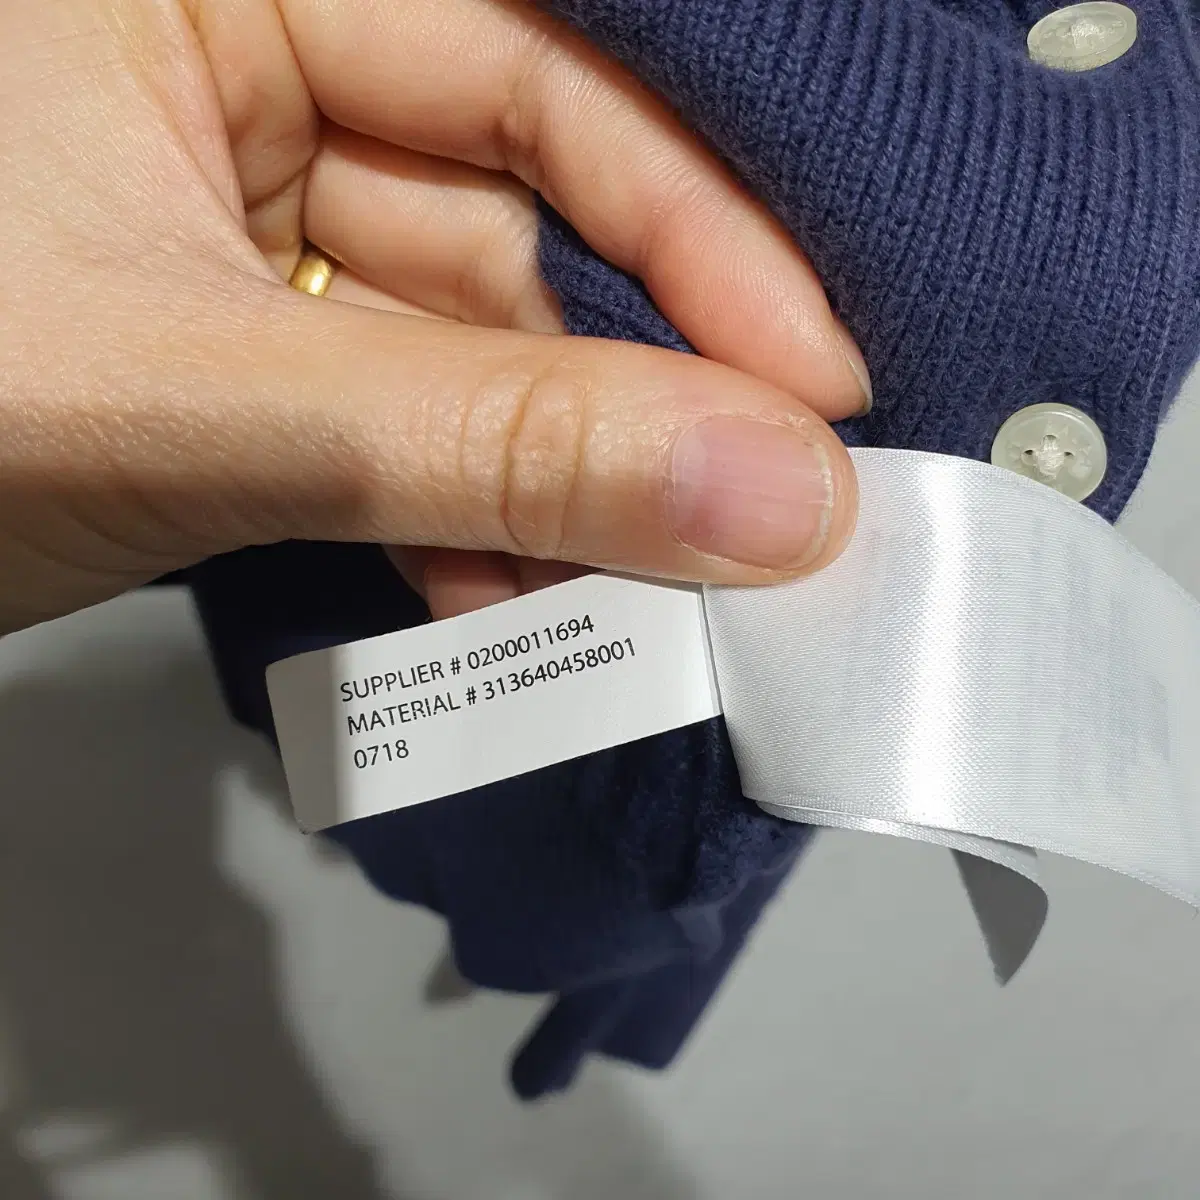 SUPPLIER # 0200011694
MATERIAL # 313640458001
0718